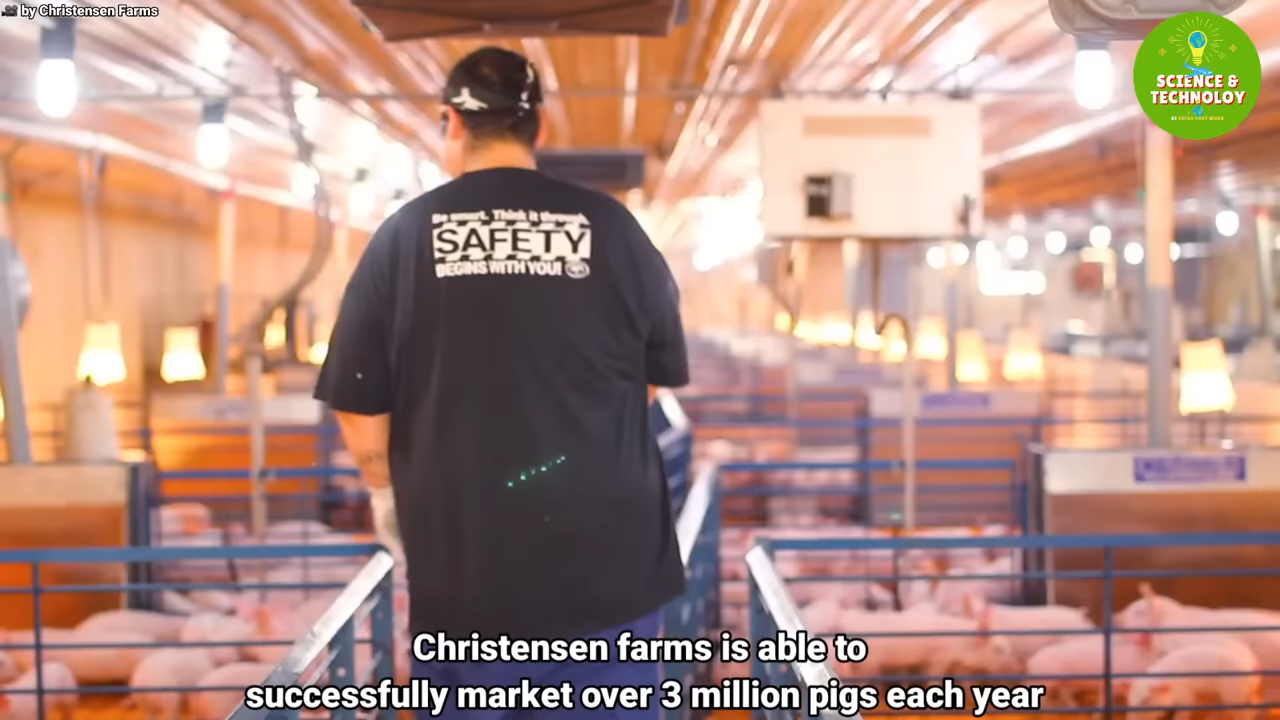 by Christensen Farms
SCIENCE &
TECHNOLOY
Be smart. Think it through.
SAFETY
BEGINS WITH YOU!
Christensen farms is able to
successfully market over 3 million pigs each year